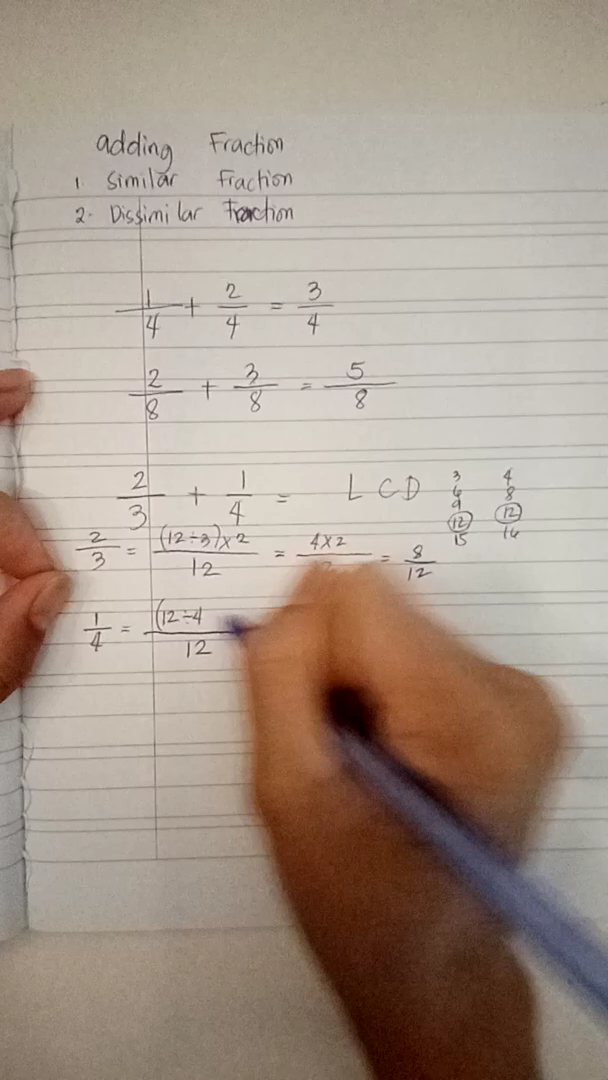 adding Fraction
1. Similar Fraction
2. Dissimilar Fraction
1/4 + 2/4 = 3/4
2/8 + 3/8 = 5/8
2/3 + 1/4 = LCD
3 4
6 8
9 12
12 16
15
2/3 = (12÷3)x2/12 = 4x2/12 = 8/12
1/4 = (12÷4/12